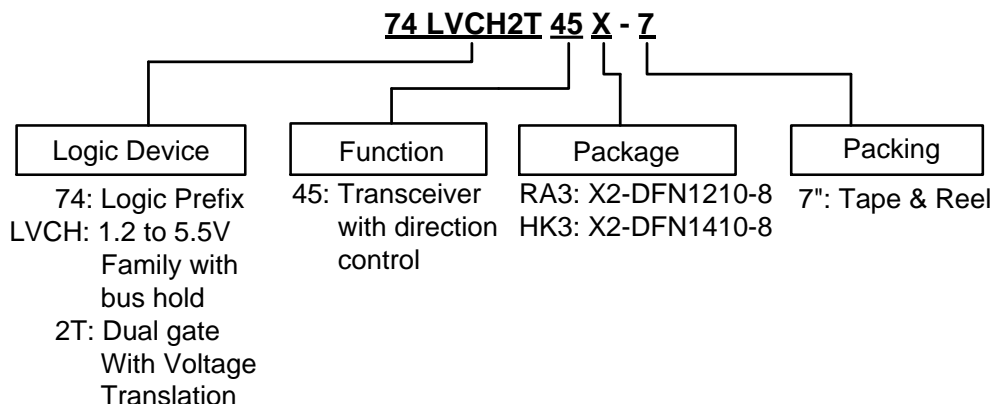 74 LVCH2T 45 X - 7
Logic Device
74: Logic Prefix
LVCH: 1.2 to 5.5V
Family with
bus hold
2T: Dual gate
With Voltage
Translation
Function
45: Transceiver
with direction
control
Package
RA3: X2-DFN1210-8
HK3: X2-DFN1410-8
Packing
7": Tape & Reel